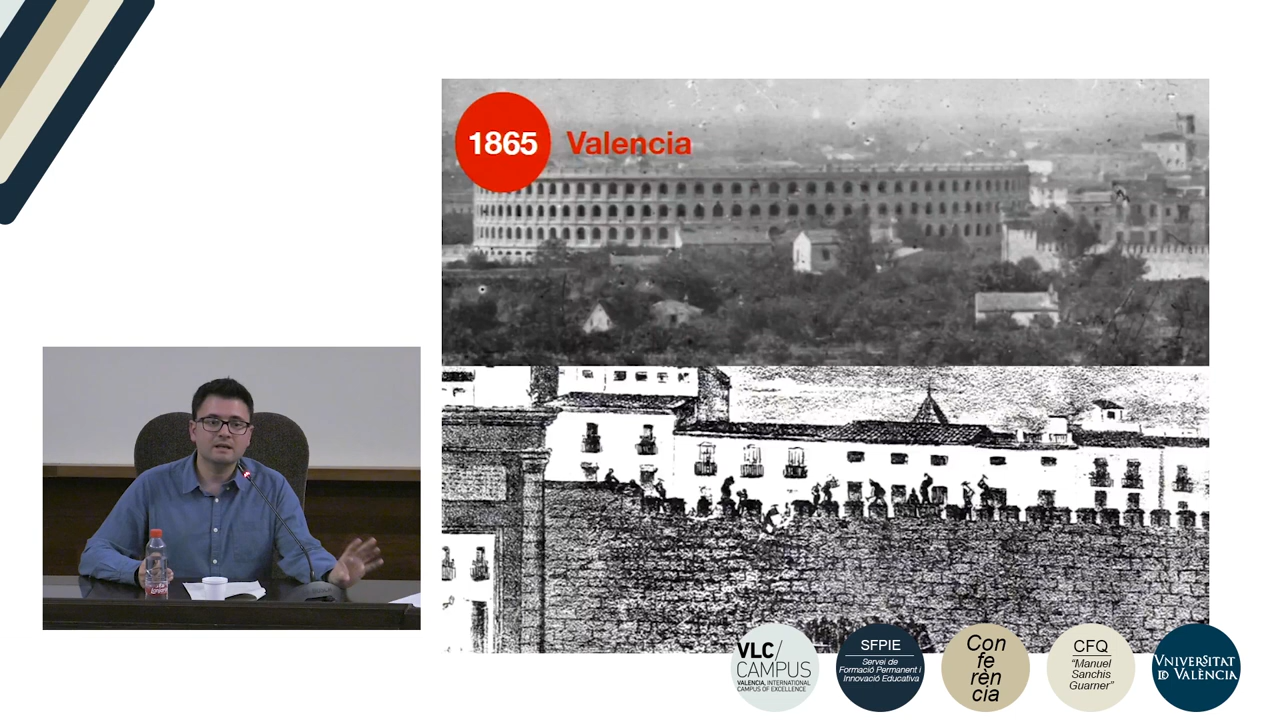 1865 Valencia
VLC/
CAMPUS
VALENCIA, INTERNATIONAL
CAMPUS OF EXCELLENCE
SFPIE
Servei de
Formació Permanent i
Innovació Educativa
Con
fe
rèn
cia
CFQ
“Manuel
Sanchis
Guarner”
VNIVERSITAT
ID VALÈNCIA